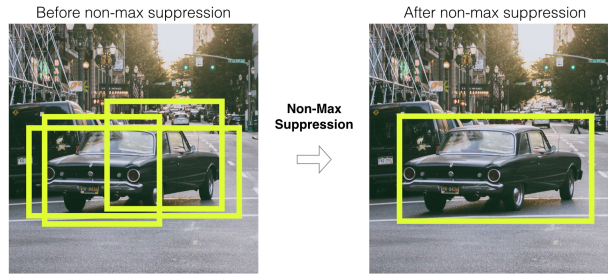 Before non-max suppression
After non-max suppression
Non-Max
Suppression